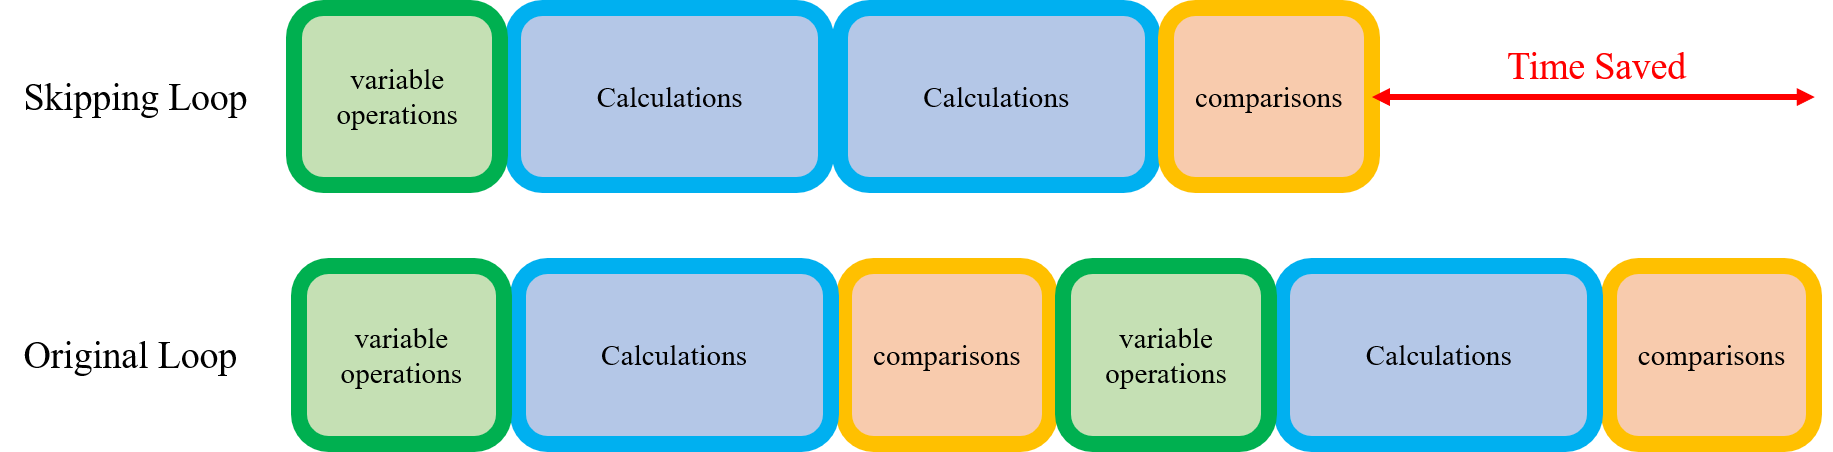 Skipping Loop
variable
operations
Calculations
Calculations
comparisons
Time Saved
Original Loop
variable
operations
Calculations
comparisons
variable
operations
Calculations
comparisons